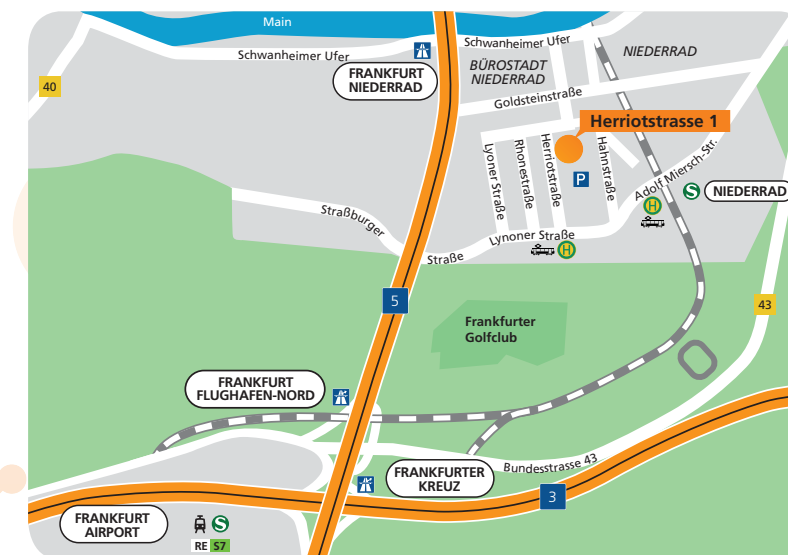 Main
Schwanheimer Ufer
Schwanheimer Ufer
NIEDERRAD
BÜROSTADT
NIEDERRAD
FRANKFURT
NIEDERRAD
40
Goldsteinstraße
Herriotstrasse 1
Lyoner Straße
Rhonestraße
Herriotstraße
Hahnstraße
Adolf Miersch-Str.
P
S
NIEDERRAD
H
Straßburger
Straße
Lynoner Straße
H
5
43
Frankfurter
Golfclub
FRANKFURT
FLUGHAFEN-NORD
FRANKFURTER
KREUZ
Bundesstrasse 43
3
FRANKFURT
AIRPORT
S
RE S7